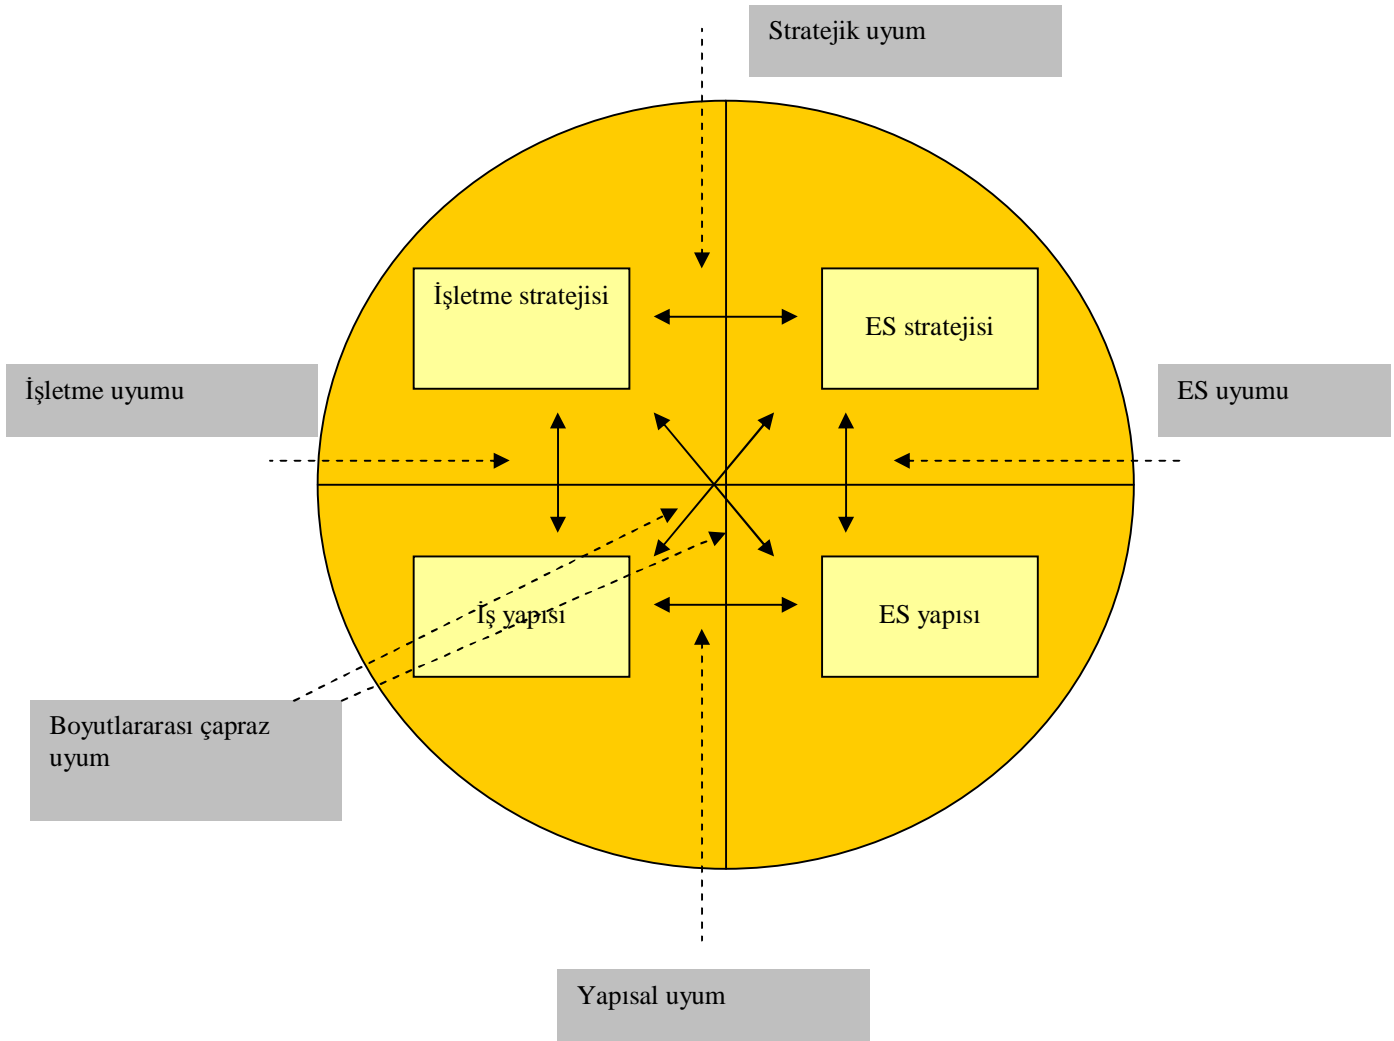 Stratejik uyum
İşletme stratejisi
ES stratejisi
İşletme uyumu
ES uyumu
İş yapısı
ES yapısı
Boyutlararası çapraz
uyum
Yapısal uyum